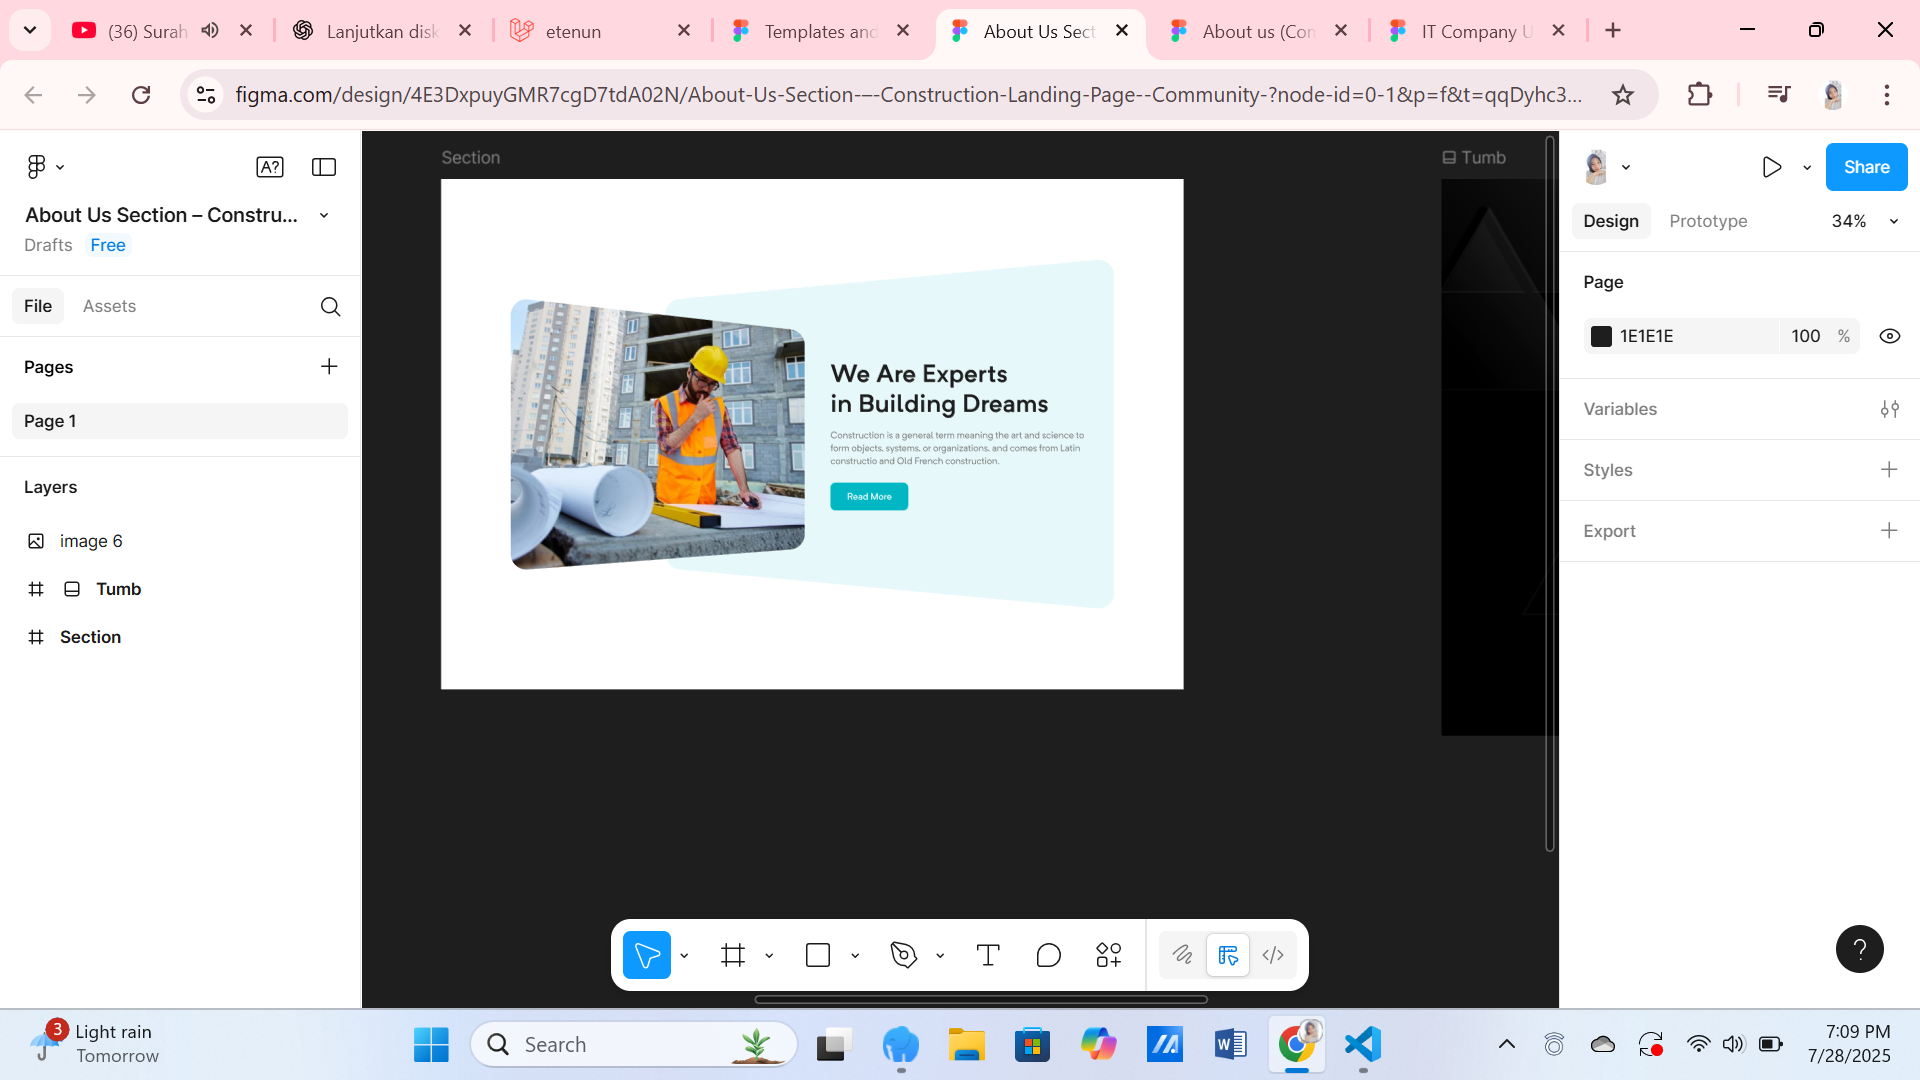 (36) Surah
Lanjutkan disk
etenun
Templates and
About Us Sect
About us (Con
IT Company U
figma.com/design/4E3DxpuyGMR7cgD7tdA02N/About-Us-Section-–-Construction-Landing-Page--Community-?node-id=0-1&p=f&t=qqDyhc3...
A?
About Us Section – Constru...
Drafts
Free
File
Assets
Pages
Page 1
Layers
image 6
Tumb
Section
Section
We Are Experts
in Building Dreams
Construction is a general term meaning the art and science to
form objects, systems, or organizations, and comes from Latin
constructio and Old French construction.
Read More
Tumb
Share
Design
Prototype
34%
Page
1E1E1E
100
%
Variables
Styles
Export
?
3
Light rain
Tomorrow
Search
W
7:09 PM
7/28/2025